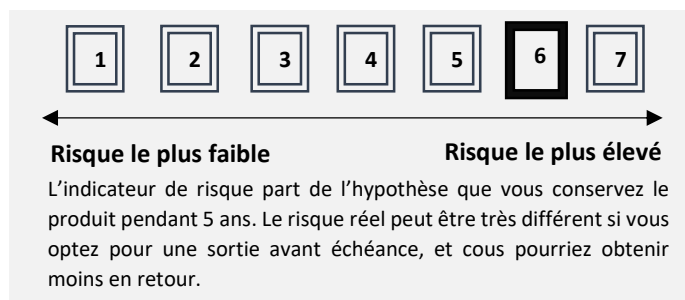 1 2 3 4 5 6 7
Risque le plus faible Risque le plus élevé
L'indicateur de risque part de l'hypothèse que vous conservez le
produit pendant 5 ans. Le risque réel peut être très différent si vous
optez pour une sortie avant échéance, et cous pourriez obtenir
moins en retour.